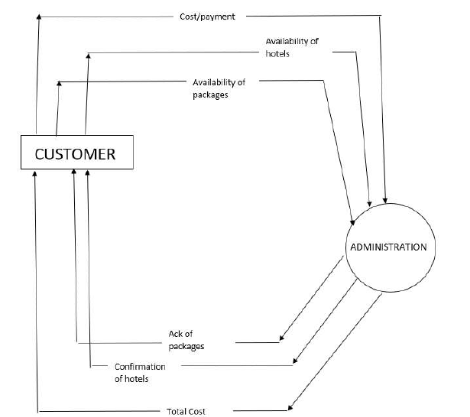 Cost/payment
Availability of
hotels
Availability of
packages
CUSTOMER
ADMINISTRATION
Ack of
packages
Confirmation
of hotels
Total Cost